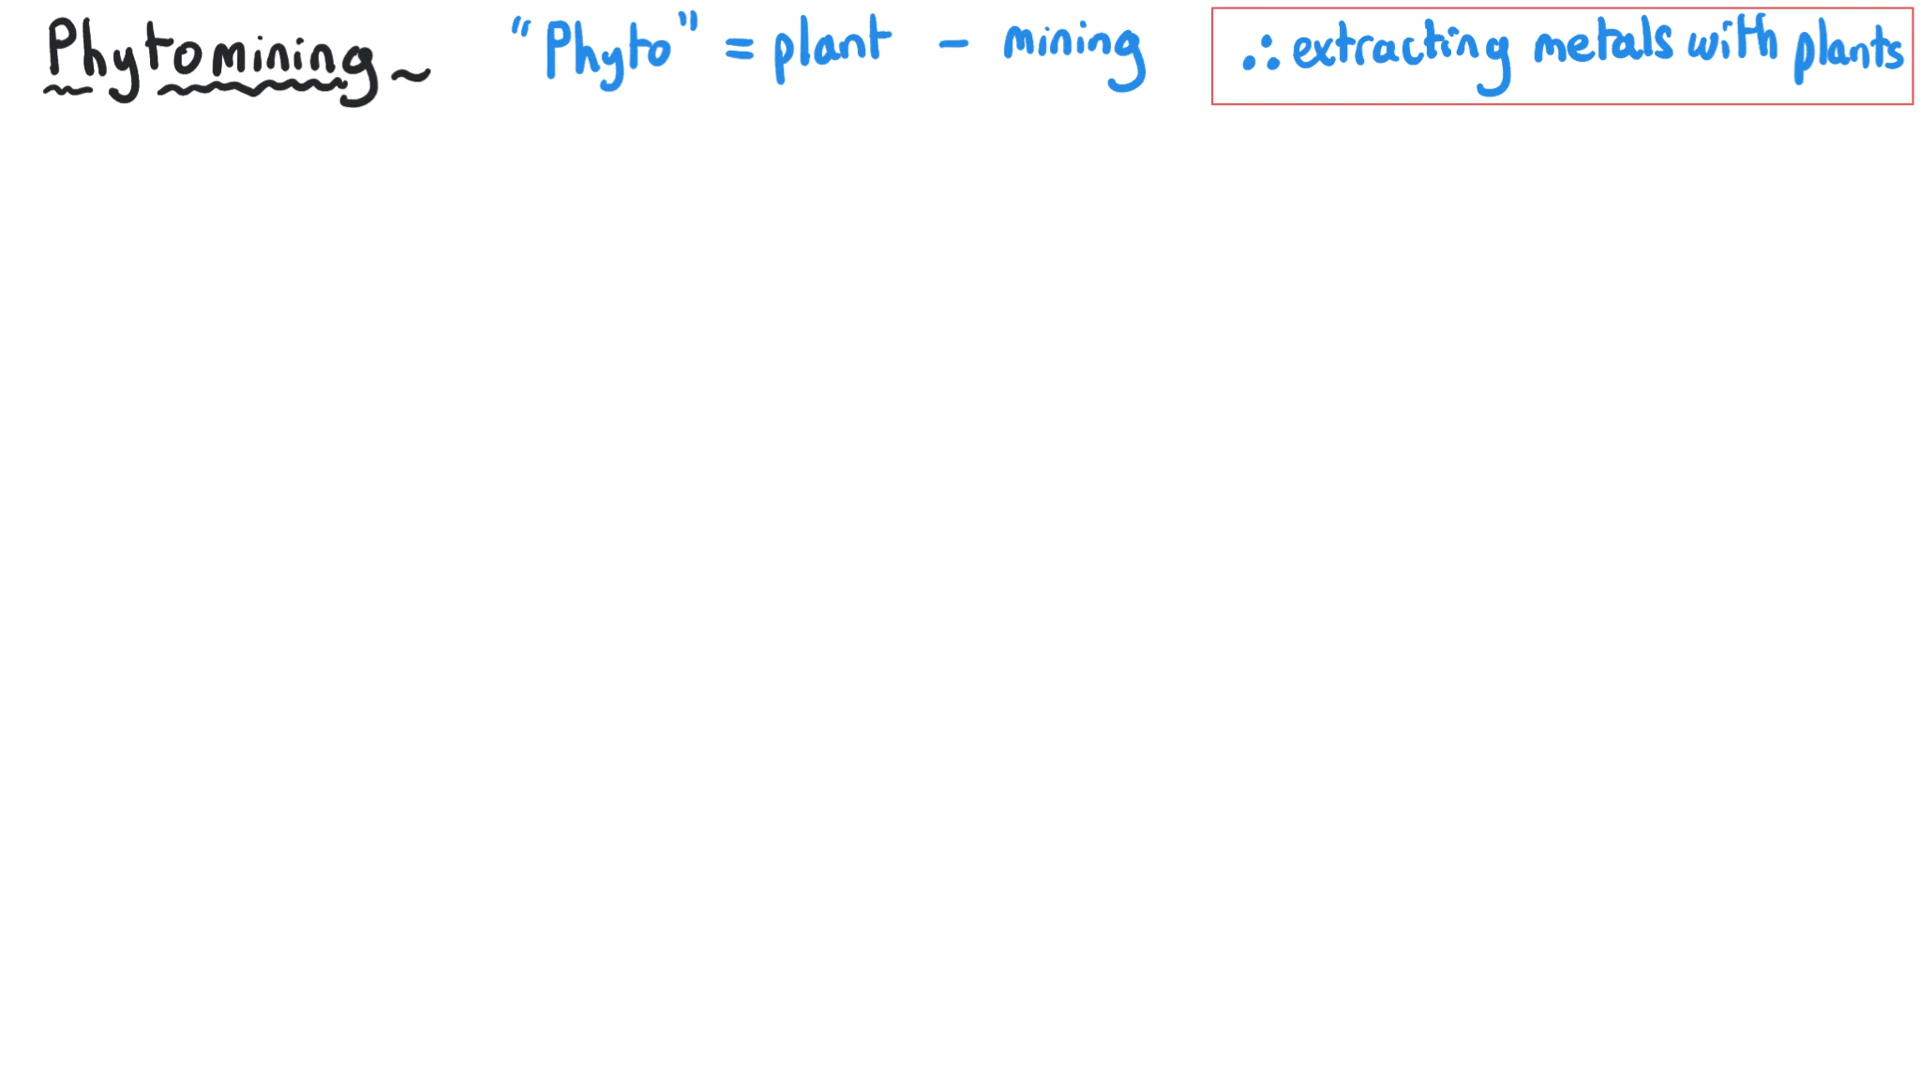 Phytomining ~ "Phyto" = plant - mining ∴ extracting metals with plants